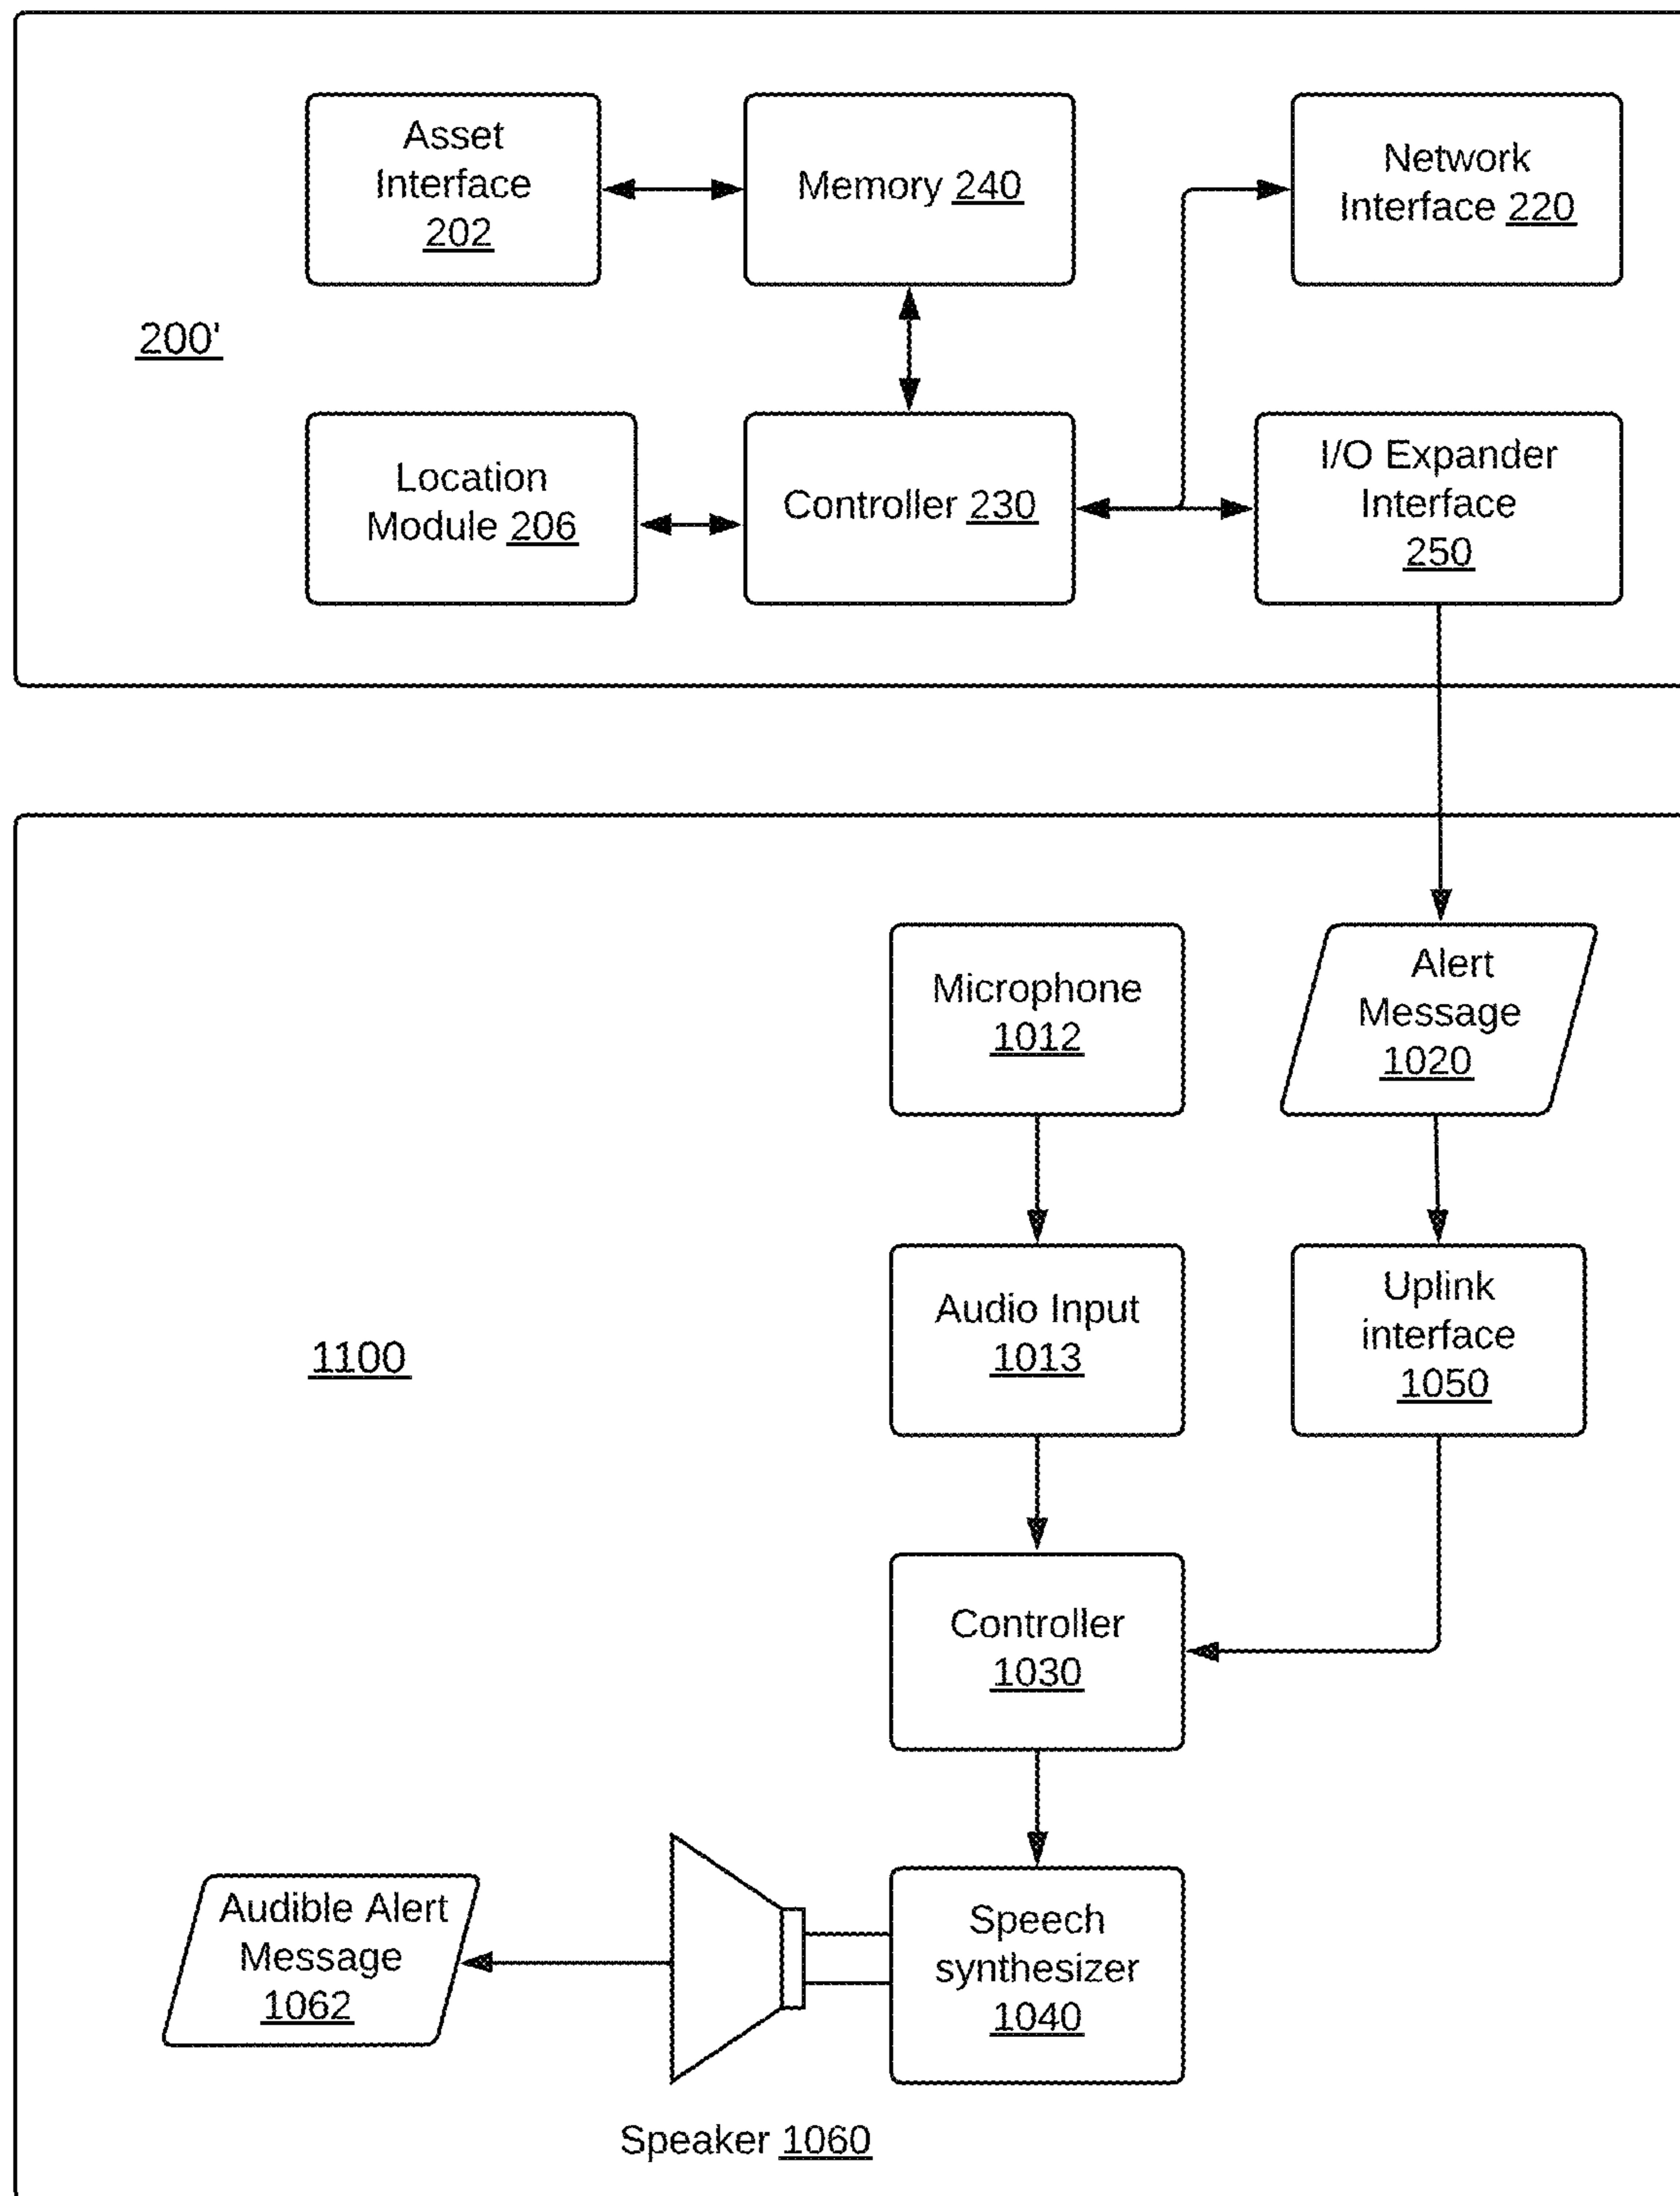 Asset
Interface
202
Memory 240
Network
Interface 220
200'
Location
Module 206
Controller 230
I/O Expander
Interface
250
Microphone
1012
Alert
Message
1020
Audio Input
1013
Uplink
interface
1050
1100
Controller
1030
Audible Alert
Message
1062
Speech
synthesizer
1040
Speaker 1060